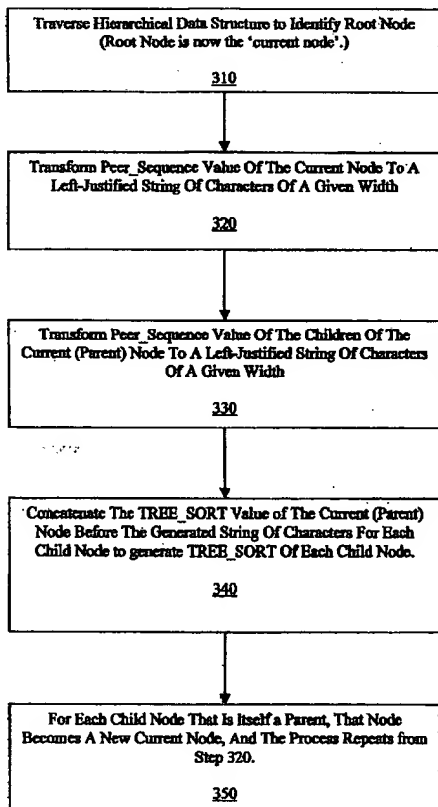 Traverse Hierarchical Data Structure to Identify Root Node
(Root Node is now the 'current node'.)
310
Transform Peer_Sequence Value Of The Current Node To A
Left-Justified String Of Characters Of A Given Width
320
Transform Peer_Sequence Value Of The Children Of The
Current (Parent) Node To A Left-Justified String Of Characters
Of A Given Width
330
Concatenate The TREE_SORT Value of The Current (Parent)
Node Before The Generated String Of Characters For Each
Child Node to generate TREE_SORT Of Each Child Node.
340
For Each Child Node That Is Itself a Parent, That Node
Becomes A New Current Node, And The Process Repeats from
Step 320.
350